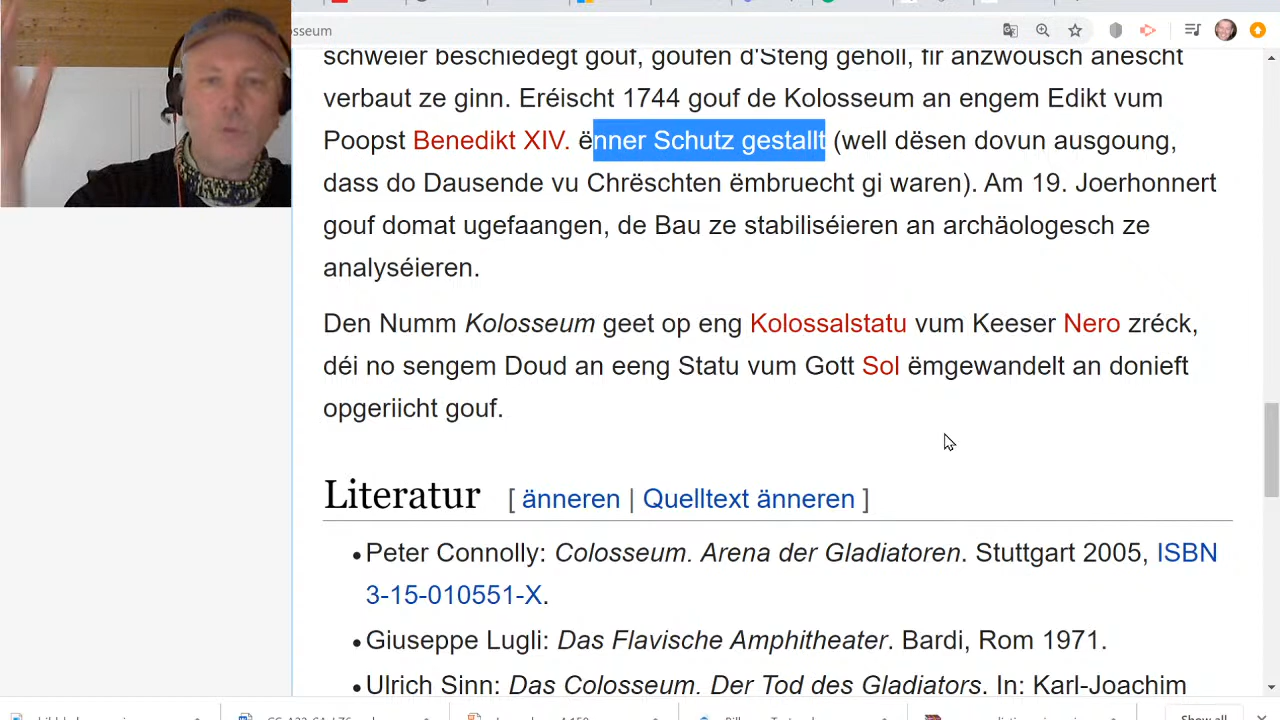 osseum
schweier beschiedegt gouf, goufen d'Steng geholl, fir anzwousch anescht
verbaut ze ginn. Eréischt 1744 gouf de Kolosseum an engem Edikt vum
Poopst Benedikt XIV. ënner Schutz gestallt (well dësen dovun ausgoung,
dass do Dausende vu Chrëschten ëmbruecht gi waren). Am 19. Joerhonnert
gouf domat ugefaangen, de Bau ze stabiliséieren an archäologesch ze
analyséieren.
Den Numm Kolosseum geet op eng Kolossalstatu vum Keeser Nero zréck,
déi no sengem Doud an eeng Statu vum Gott Sol ëmgewandelt an donieft
opgeriicht gouf.
Literatur [ änneren | Quelltext änneren ]
• Peter Connolly: Colosseum. Arena der Gladiatoren. Stuttgart 2005, ISBN
3-15-010551-X.
• Giuseppe Lugli: Das Flavische Amphitheater. Bardi, Rom 1971.
• Ulrich Sinn: Das Colosseum. Der Tod des Gladiators. In: Karl-Joachim
Show all